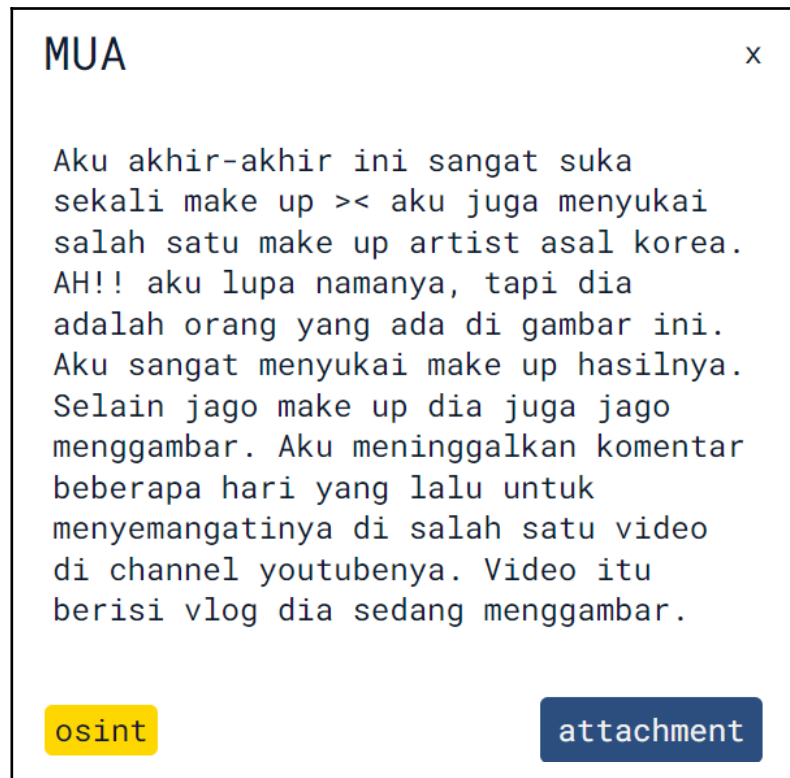 MUA x
Aku akhir-akhir ini sangat suka
sekali make up >< aku juga menyukai
salah satu make up artist asal korea.
AH!! aku lupa namanya, tapi dia
adalah orang yang ada di gambar ini.
Aku sangat menyukai make up hasilnya.
Selain jago make up dia juga jago
menggambar. Aku meninggalkan komentar
beberapa hari yang lalu untuk
menyemangatinya di salah satu video
di channel youtubenya. Video itu
berisi vlog dia sedang menggambar.
osint attachment